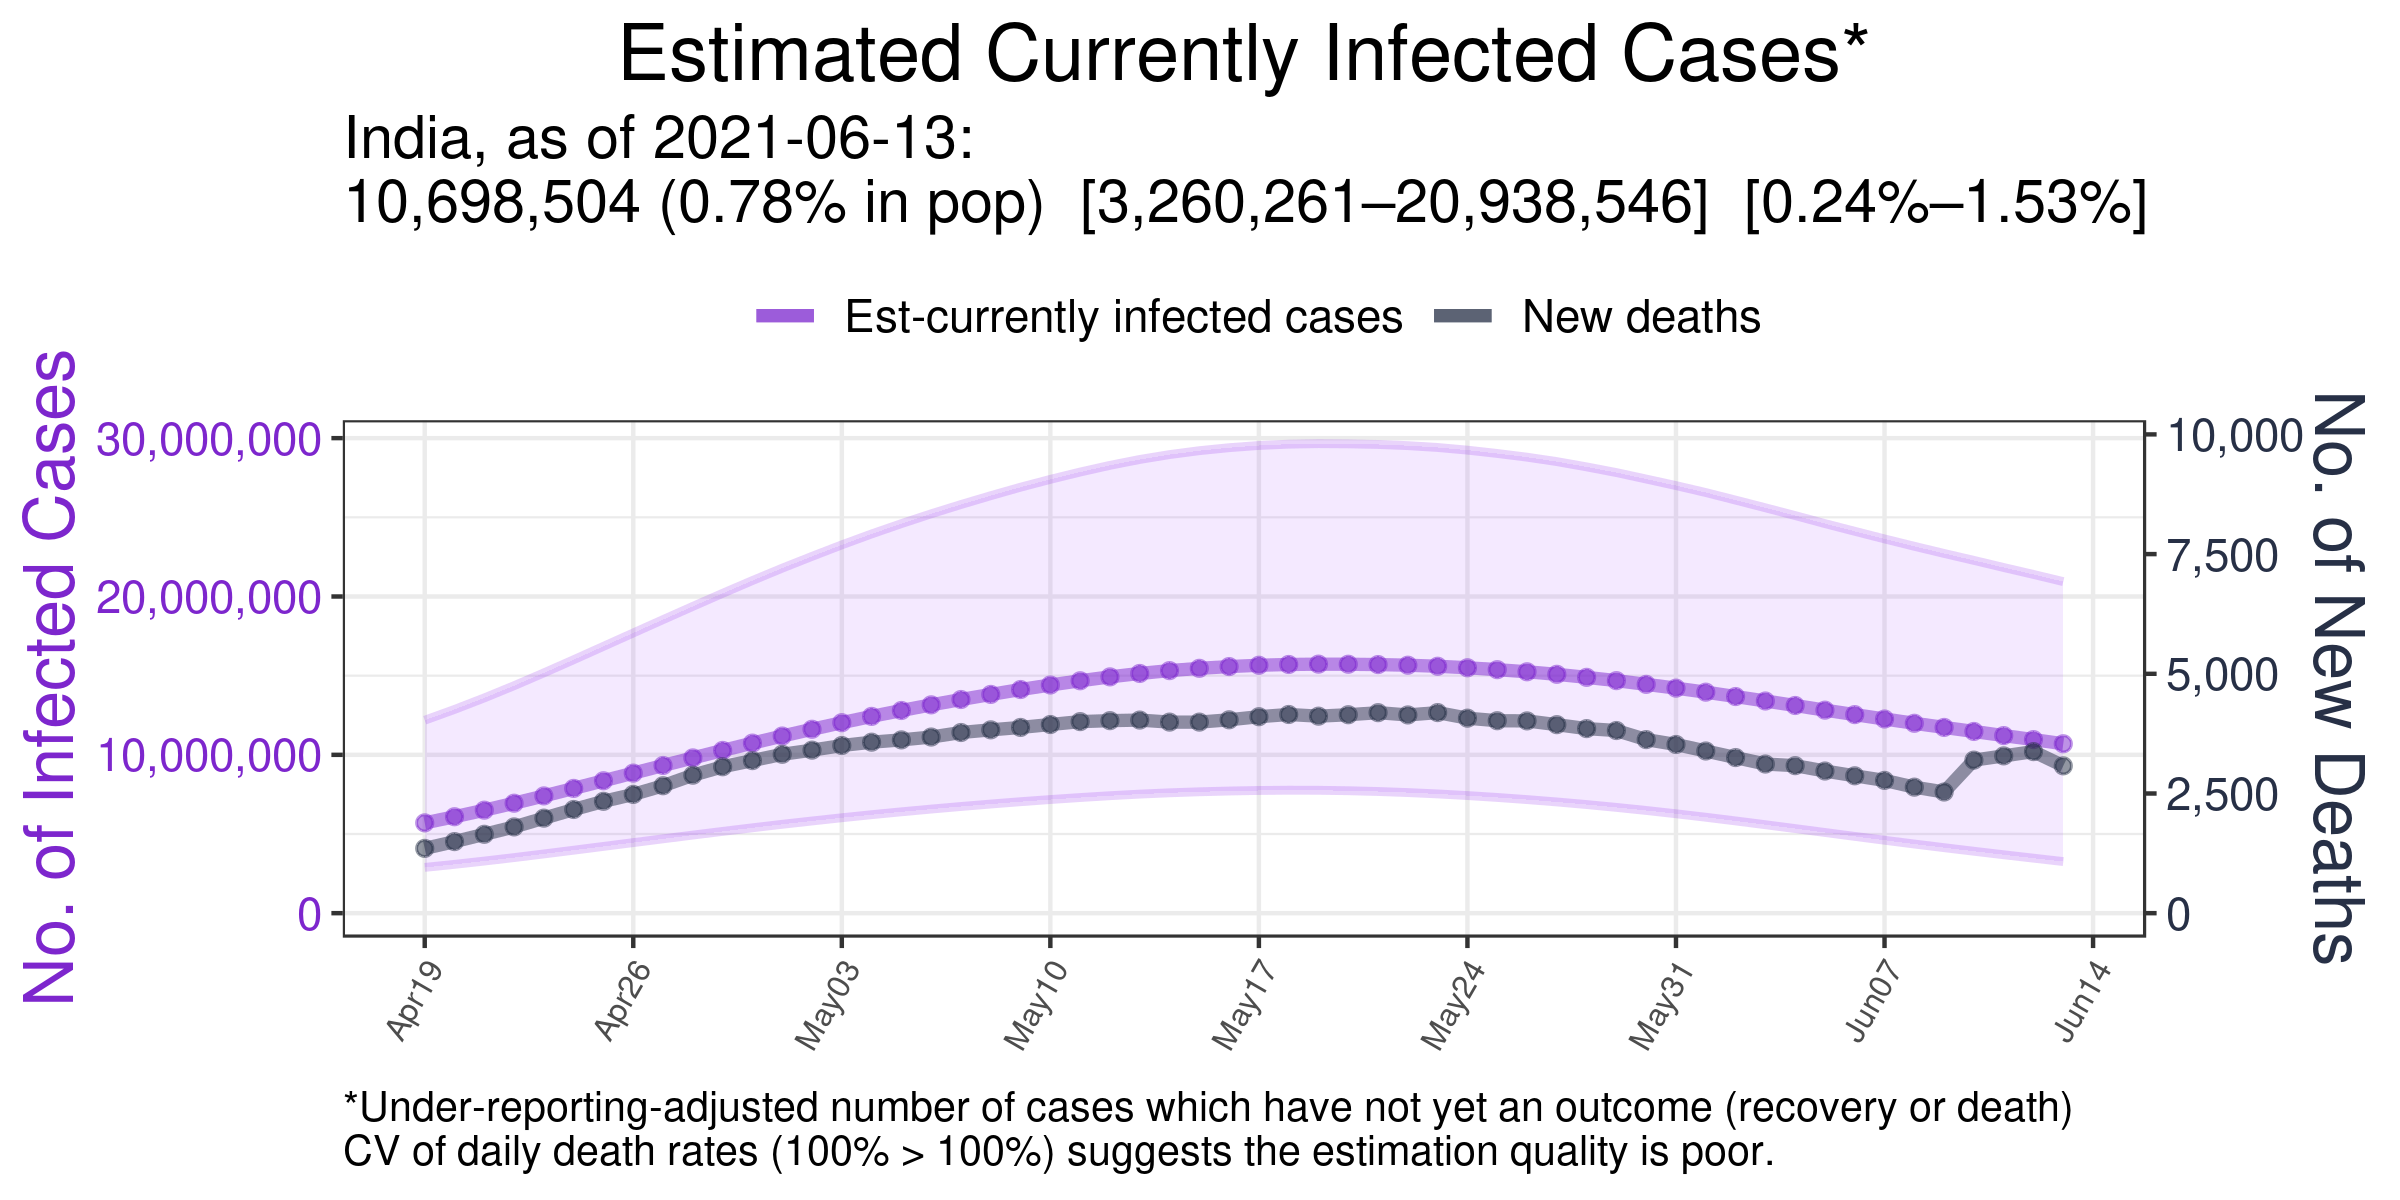 Estimated Currently Infected Cases*
India, as of 2021-06-13:
10,698,504 (0.78% in pop)  [3,260,261–20,938,546]  [0.24%–1.53%]
Est-currently infected cases
New deaths
No. of Infected Cases
30,000,000
20,000,000
10,000,000
0
10,000
7,500
5,000
2,500
0
No. of New Deaths
Apr19
Apr26
May03
May10
May17
May24
May31
Jun07
Jun14
*Under-reporting-adjusted number of cases which have not yet an outcome (recovery or death)
CV of daily death rates (100% > 100%) suggests the estimation quality is poor.